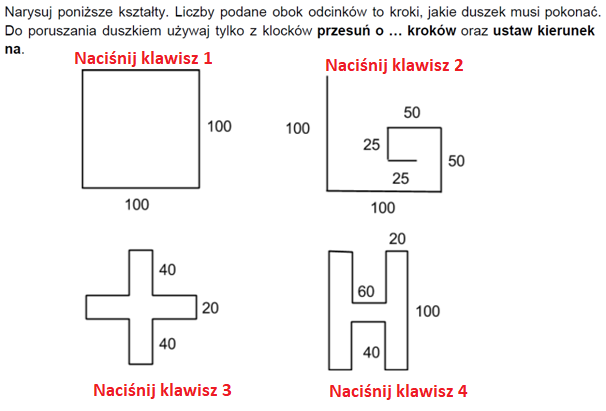 Narysuj poniższe kształty. Liczby podane obok odcinków to kroki, jakie duszek musi pokonać.
Do poruszania duszkiem używaj tylko z klocków przesuń o … kroków oraz ustaw kierunek
na.
Naciśnij klawisz 1
Naciśnij klawisz 2
100
100
100
50
25
50
25
100
40
20
40
20
60
100
40
Naciśnij klawisz 3
Naciśnij klawisz 4